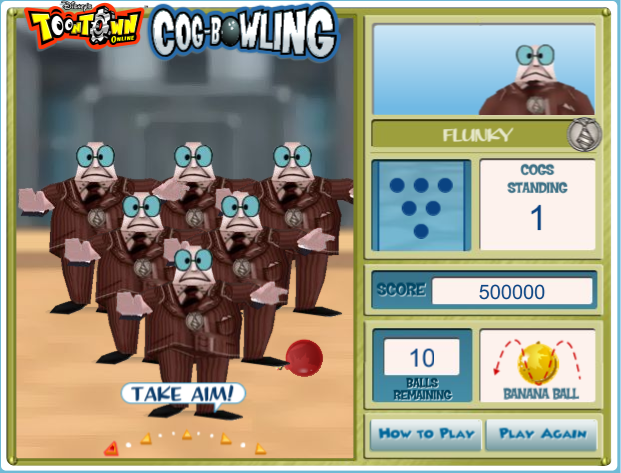 Disney's
TOONTOWN
ONLINE
COG-BOWLING
FLUNKY
COGS
STANDING
1
SCORE 500000
10
BALLS
REMAINING
BANANA BALL
TAKE AIM!
HOW TO PLAY
PLAY AGAIN